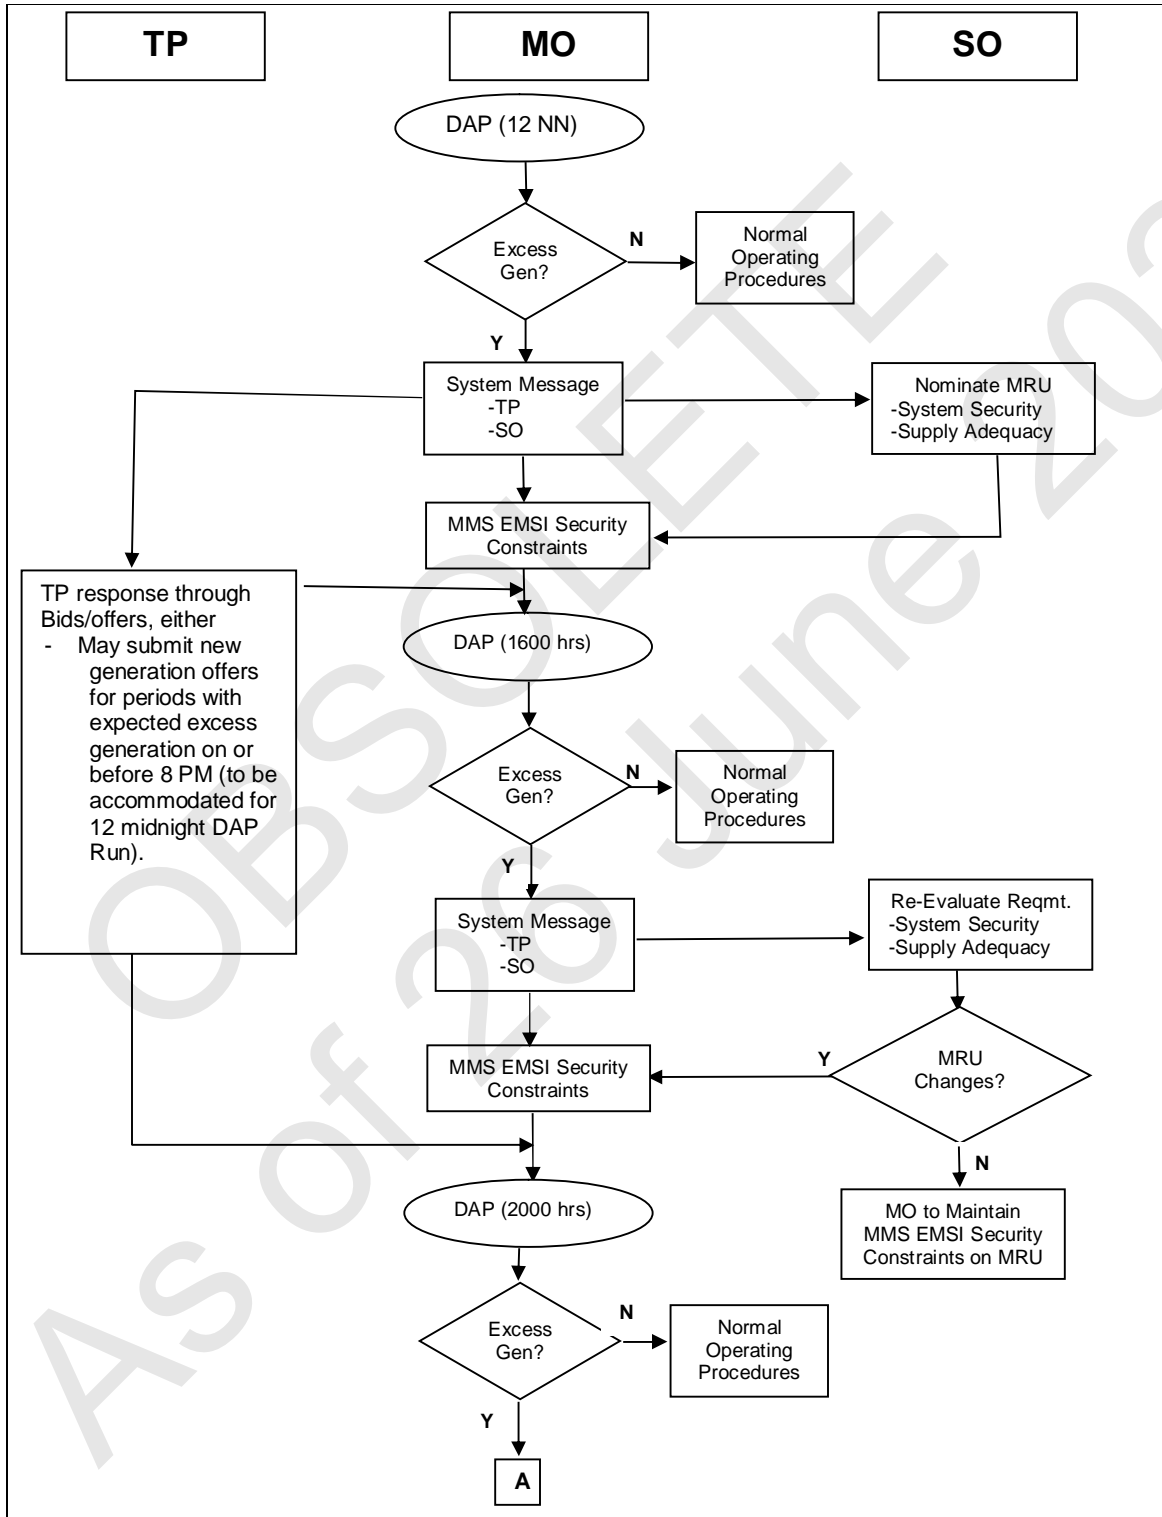 TP
MO
SO
DAP (12 NN)
Excess
Gen?
N
Normal
Operating
Procedures
Y
System Message
-TP
-SO
Nominate MRU
-System Security
-Supply Adequacy
MMS EMSI Security
Constraints
TP response through
Bids/offers, either
- May submit new
generation offers
for periods with
expected excess
generation on or
before 8 PM (to be
accommodated for
12 midnight DAP
Run).
DAP (1600 hrs)
Excess
Gen?
N
Normal
Operating
Procedures
Y
System Message
-TP
-SO
Re-Evaluate Reqmt.
-System Security
-Supply Adequacy
MMS EMSI Security
Constraints
Y
MRU
Changes?
N
MO to Maintain
MMS EMSI Security
Constraints on MRU
DAP (2000 hrs)
Excess
Gen?
N
Normal
Operating
Procedures
Y
A
OBSOLETE
As of 26 June